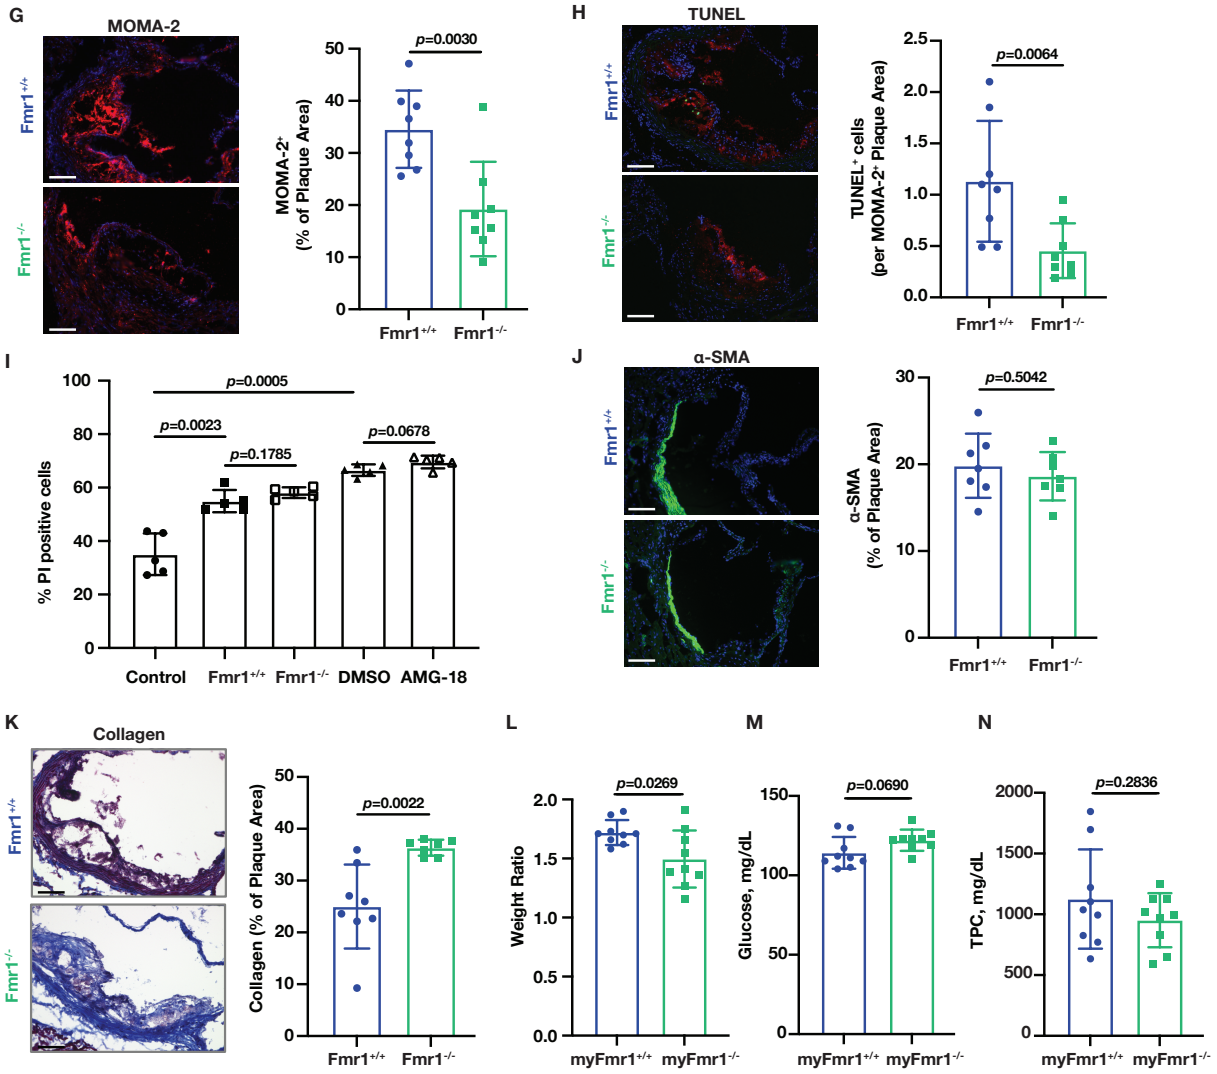 G
MOMA-2
Fmr1+/+
Fmr1-/-
MOMA-2+
(% of Plaque Area)
50
40
30
20
10
0
p=0.0030
Fmr1+/+ Fmr1-/-
H
TUNEL
Fmr1+/+
Fmr1-/-
TUNEL+ cells
(per MOMA-2+ Plaque Area)
2.5
2.0
1.5
1.0
0.5
0.0
p=0.0064
Fmr1+/+ Fmr1-/-
I
% PI positive cells
100
80
60
40
20
0
p=0.0005
p=0.0023
p=0.1785
p=0.0678
Control Fmr1+/+ Fmr1-/- DMSO AMG-18
J
α-SMA
Fmr1+/+
Fmr1-/-
α-SMA
(% of Plaque Area)
30
20
10
0
p=0.5042
Fmr1+/+ Fmr1-/-
K
Collagen
Fmr1+/+
Fmr1-/-
Collagen (% of Plaque Area)
50
40
30
20
10
0
p=0.0022
Fmr1+/+ Fmr1-/-
L
Weight Ratio
2.0
1.5
1.0
0.5
0.0
p=0.0269
myFmr1+/+ myFmr1-/-
M
Glucose, mg/dL
150
100
50
0
p=0.0690
myFmr1+/+ myFmr1-/-
N
TPC, mg/dL
2000
1500
1000
500
0
p=0.2836
myFmr1+/+ myFmr1-/-